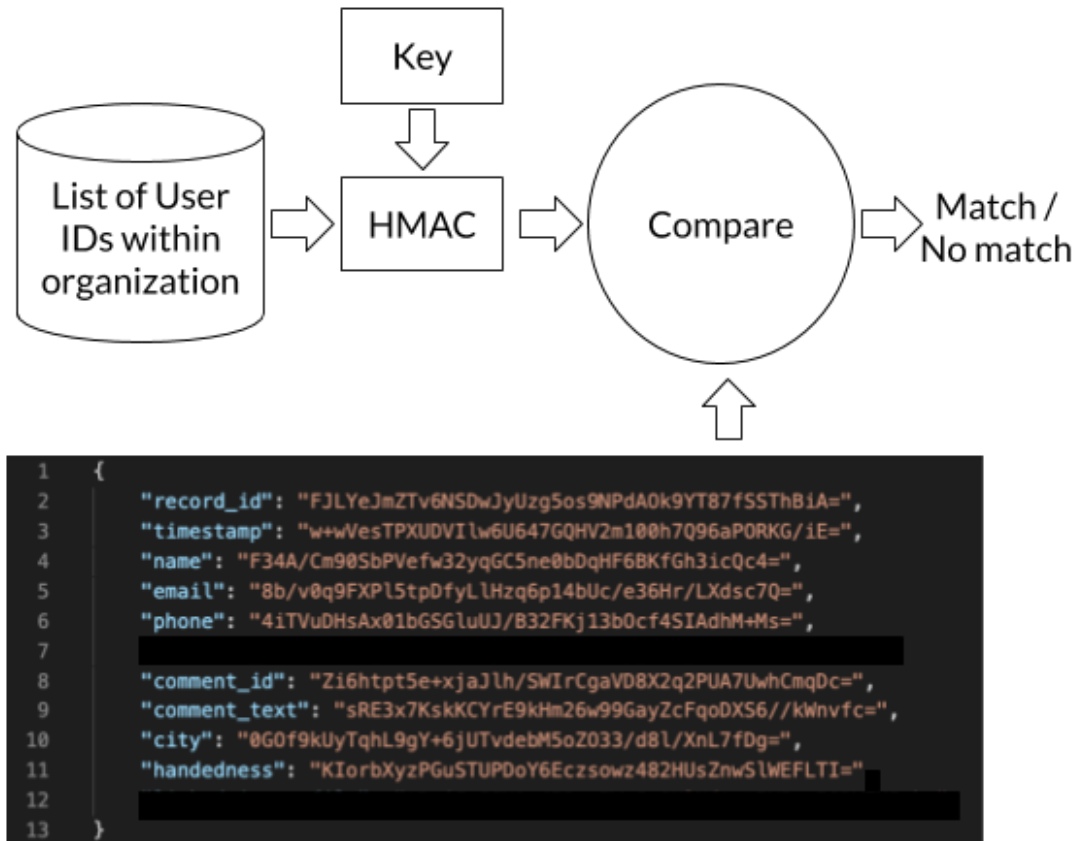 Key
List of User
IDs within
organization
HMAC
Compare
Match /
No match
1 {
2 "record_id": "FJLYeJmZTv6NSDwJyUzg5os9NPdAOk9YT87fSSThBiA=",
3 "timestamp": "w+wVesTPXUDVIlw6U647GQHV2m100h7Q96aPORKG/iE=",
4 "name": "F34A/Cm90SbPVefw32yqGC5ne0bDqHF6BKfGh3icQc4=",
5 "email": "8b/v0q9FXPl5tpDfyLlHzq6p14bUc/e36Hr/LXdsc7Q=",
6 "phone": "4iTVuDHsAx01bGSGluUJ/B32FKj13bOcf4SIAdhM+Ms=",
7
8 "comment_id": "Zi6htpt5e+xjaJlh/SWIrCgaVD8X2q2PUA7UwhCmqDc=",
9 "comment_text": "sRE3x7KskKCYrE9kHm26w99GayZcFqoDXS6//kWnvfc=",
10 "city": "0GOf9kUyTqhL9gY+6jUTvdebM5oZO33/d8l/XnL7fDg=",
11 "handedness": "KIorbXyzPGuSTUPDoY6Eczsowz482HUsZnwSlWEFLTI="
12
13 }